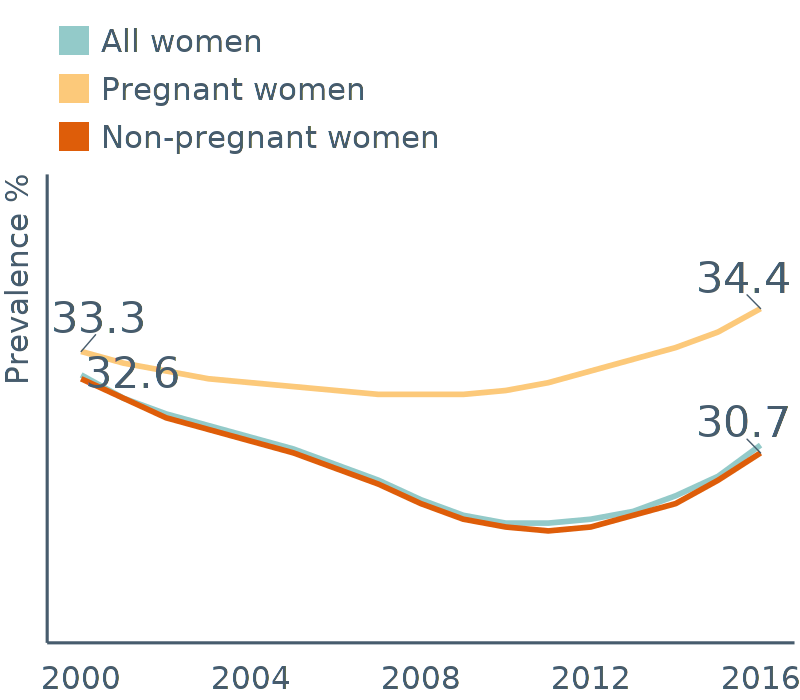 All women
Pregnant women
Non-pregnant women
Prevalence %
34.4
33.3
32.6
30.7
2000 2004 2008 2012 2016